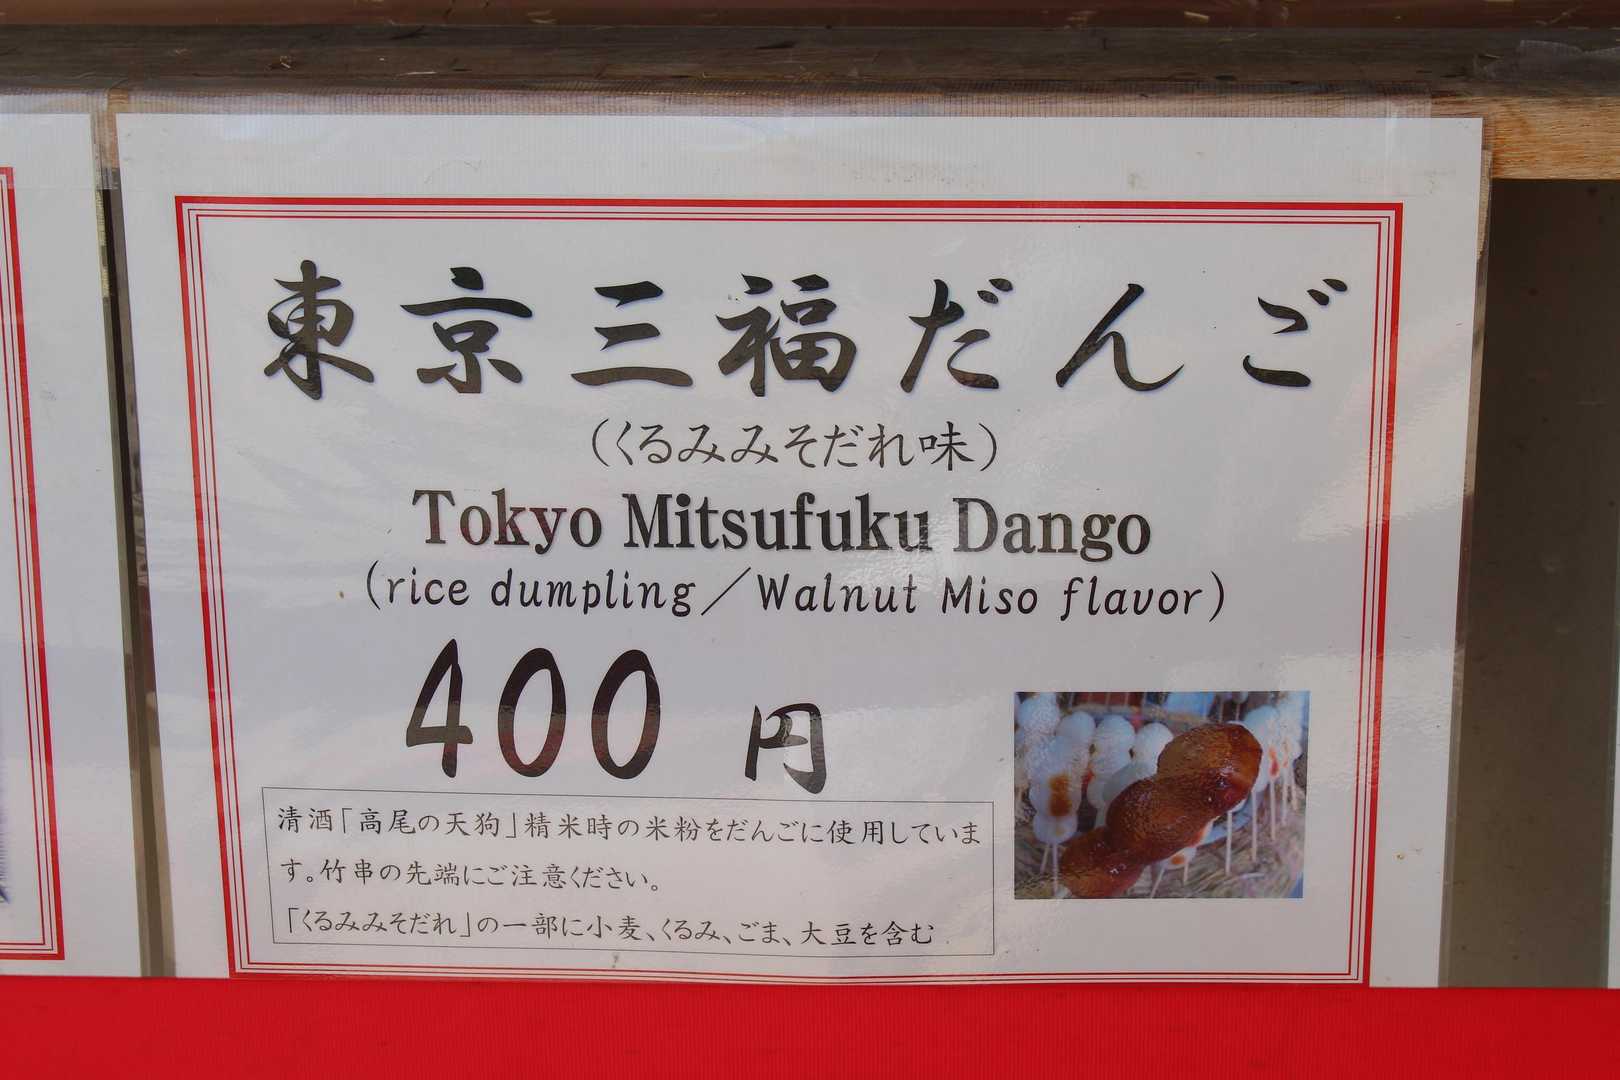 東京三福だんご
(くるみみそだれ味)
Tokyo Mitsufuku Dango
(rice dumpling／Walnut Miso flavor)
400 円
清酒「高尾の天狗」精米時の米粉をだんごに使用していま
す。竹串の先端にご注意ください。
「くるみみそだれ」の一部に小麦、くるみ、ごま、大豆を含む